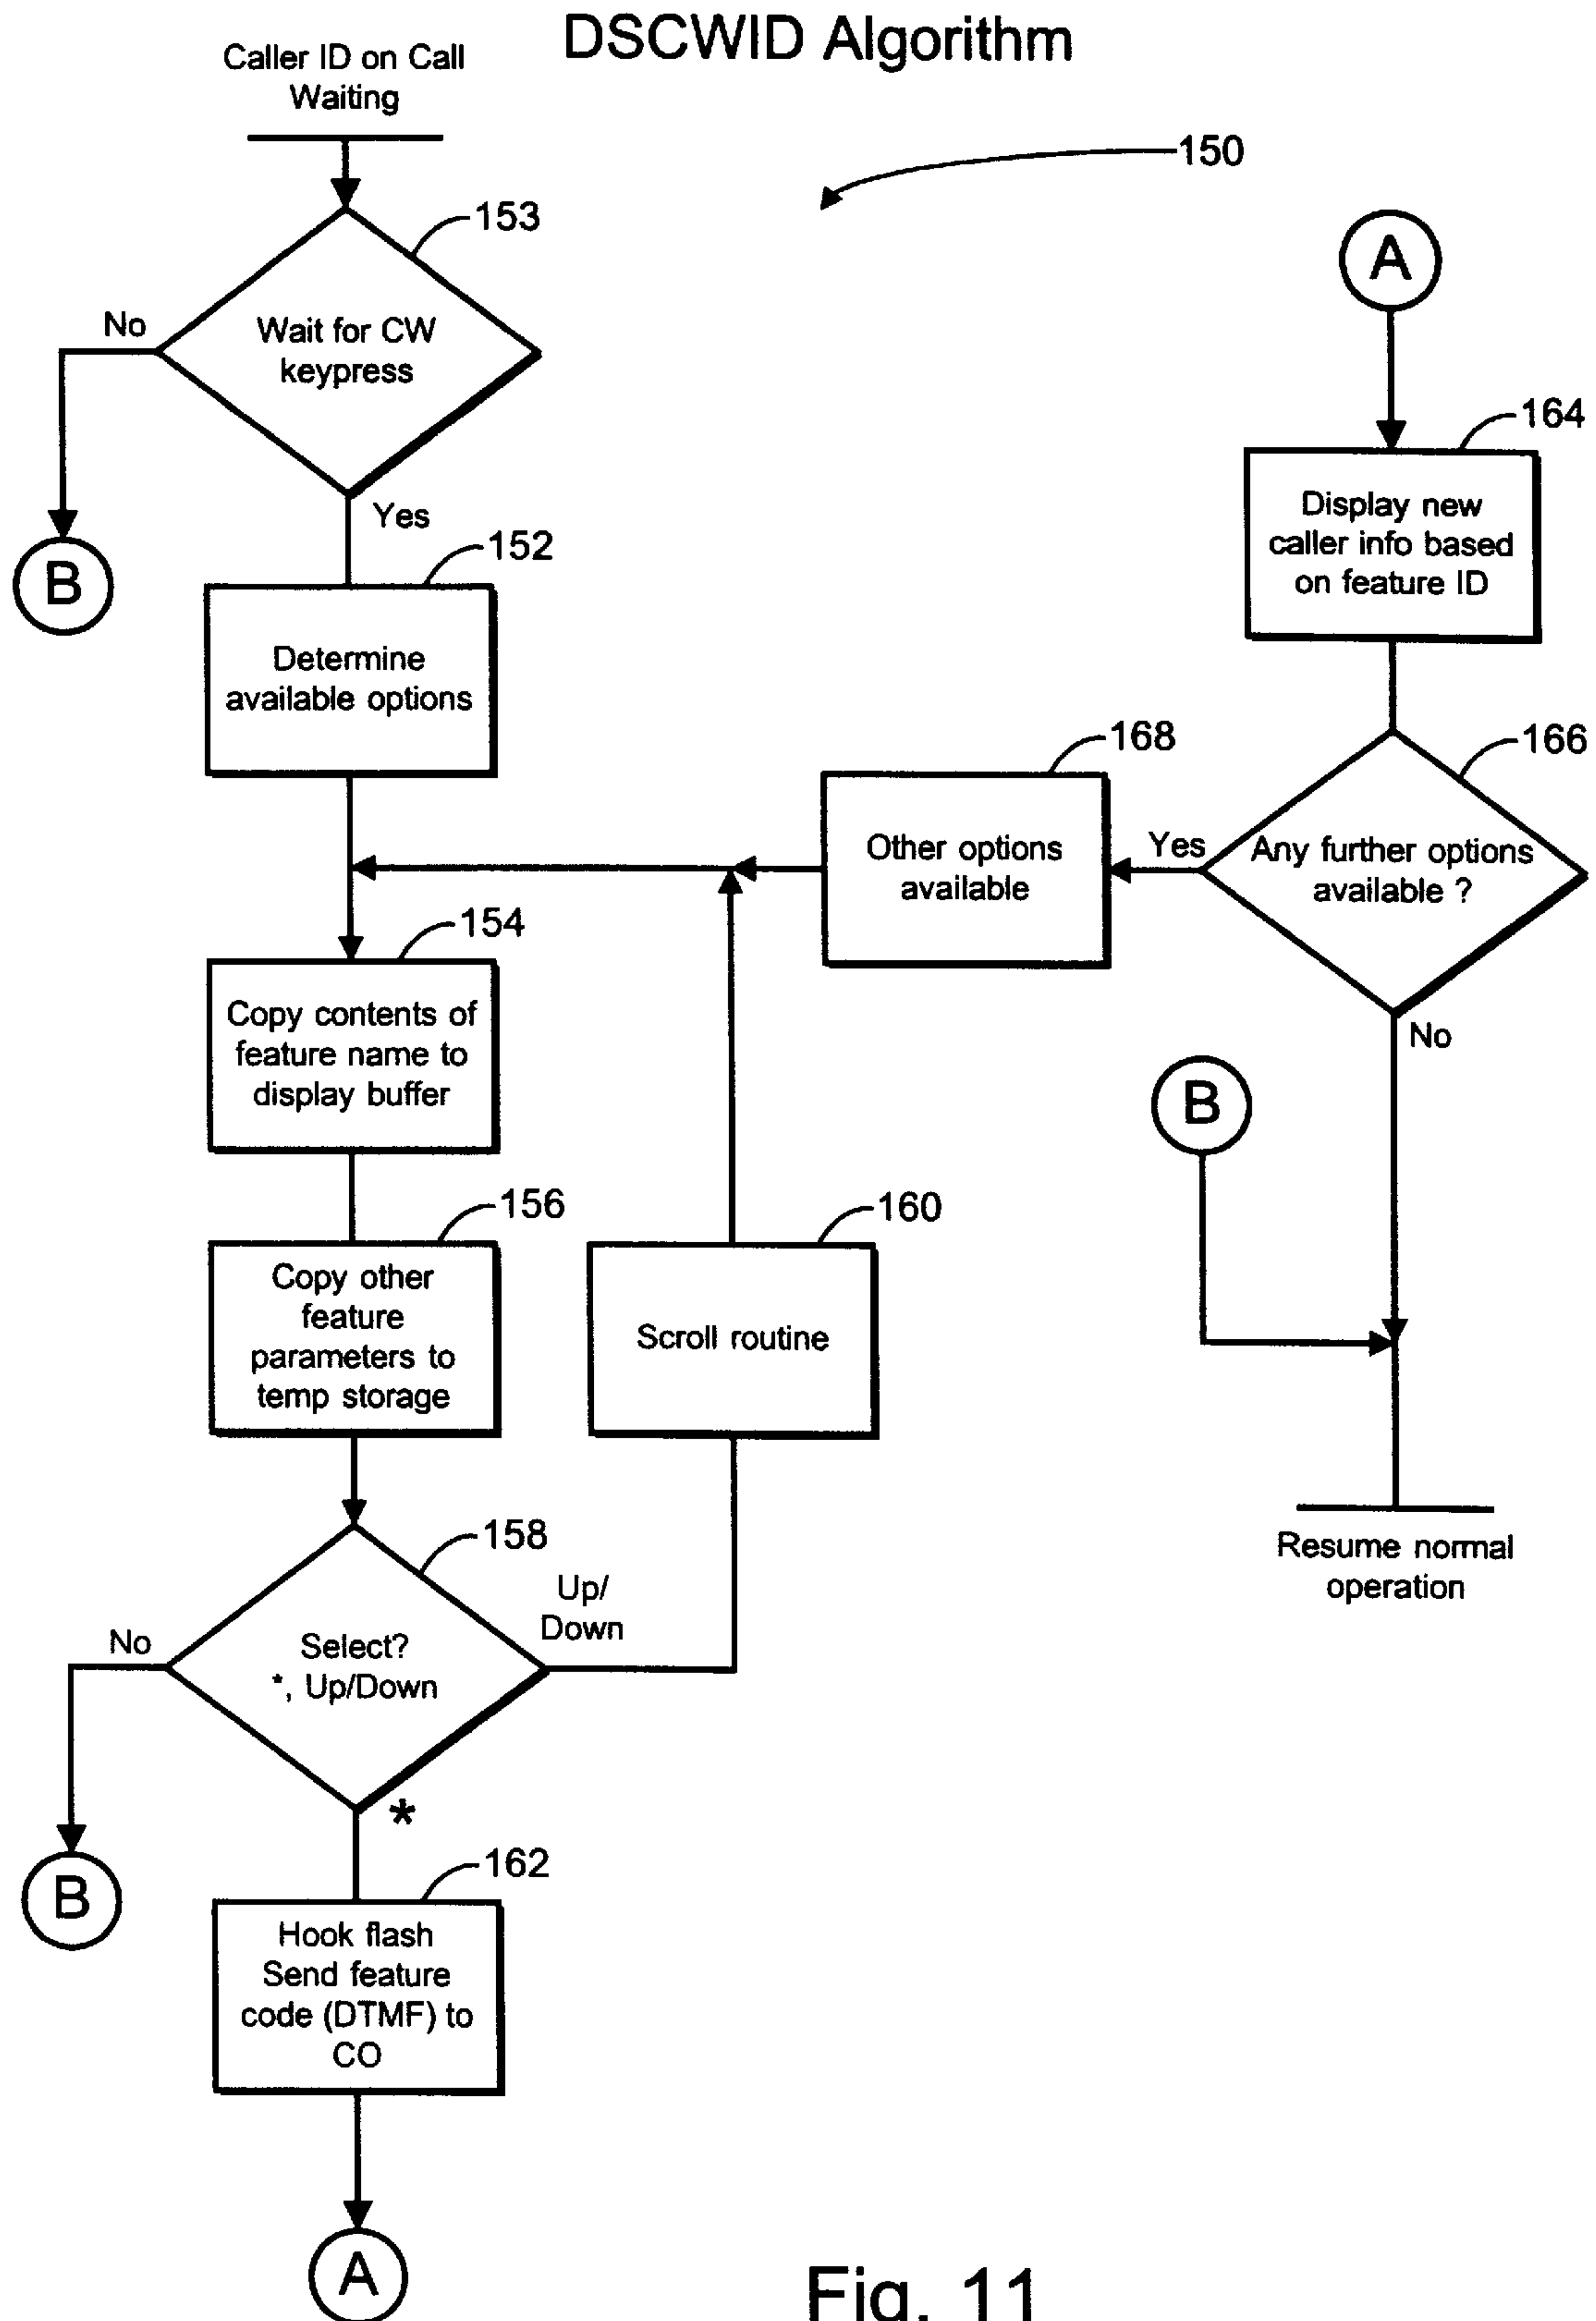 DSCWID Algorithm
Caller ID on Call
Waiting
150
153
Wait for CW
keypress
No
B
Yes
152
Determine
available options
154
Copy contents of
feature name to
display buffer
156
Copy other
feature
parameters to
temp storage
160
Scroll routine
158
Select?
*, Up/Down
Up/
Down
No
B
*
162
Hook flash
Send feature
code (DTMF) to
CO
A
A
164
Display new
caller info based
on feature ID
166
Any further options
available ?
Yes
168
Other options
available
No
B
Resume normal
operation
Fig. 11